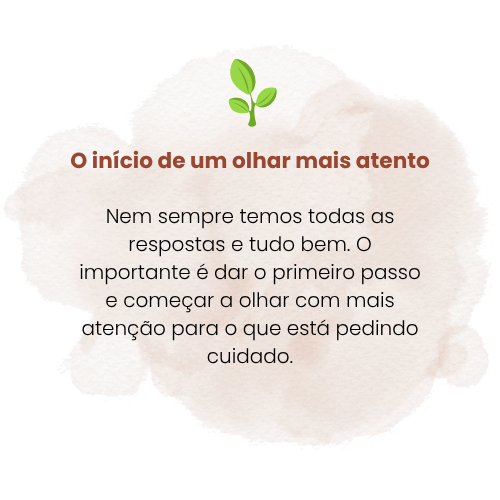 O início de um olhar mais atento
Nem sempre temos todas as
respostas e tudo bem. O
importante é dar o primeiro passo
e começar a olhar com mais
atenção para o que está pedindo
cuidado.